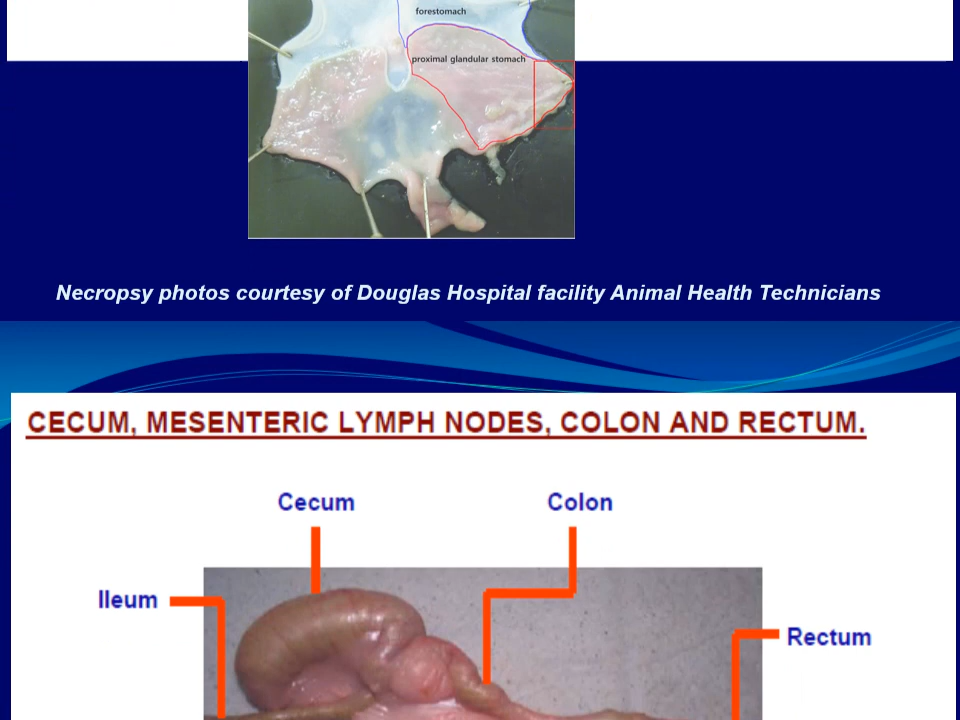 forestomach
proximal glandular stomach
Necropsy photos courtesy of Douglas Hospital facility Animal Health Technicians
CECUM, MESENTERIC LYMPH NODES, COLON AND RECTUM.
Cecum
Colon
Ileum
Rectum